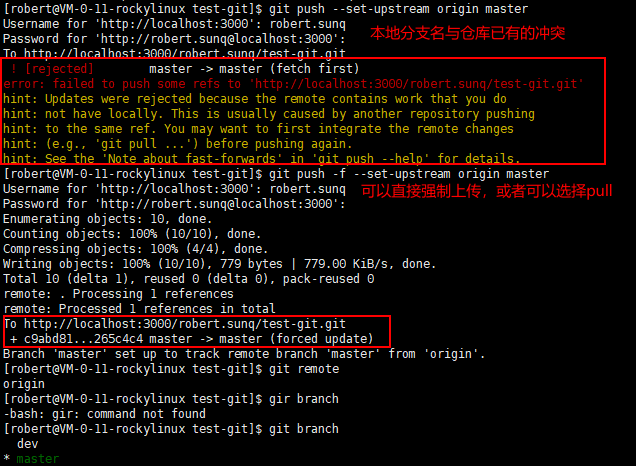 [robert@VM-0-11-rockylinux test-git]$ git push --set-upstream origin master
Username for 'http://localhost:3000': robert.sunq
Password for 'http://robert.sunq@localhost:3000':
本地分支名与仓库已有的冲突
To http://localhost:3000/robert.sunq/test-git.git
! [rejected]        master -> master (fetch first)
error: failed to push some refs to 'http://localhost:3000/robert.sunq/test-git.git'
hint: Updates were rejected because the remote contains work that you do
hint: not have locally. This is usually caused by another repository pushing
hint: to the same ref. You may want to first integrate the remote changes
hint: (e.g., 'git pull ...') before pushing again.
hint: See the 'Note about fast-forwards' in 'git push --help' for details.
[robert@VM-0-11-rockylinux test-git]$ git push -f --set-upstream origin master
Username for 'http://localhost:3000': robert.sunq
可以直接强制上传，或者可以选择pull
Password for 'http://robert.sunq@localhost:3000':
Enumerating objects: 10, done.
Counting objects: 100% (10/10), done.
Compressing objects: 100% (4/4), done.
Writing objects: 100% (10/10), 779 bytes | 779.00 KiB/s, done.
Total 10 (delta 1), reused 0 (delta 0), pack-reused 0
remote: . Processing 1 references
remote: Processed 1 references in total
To http://localhost:3000/robert.sunq/test-git.git
+ c9abd81...265c4c4 master -> master (forced update)
Branch 'master' set up to track remote branch 'master' from 'origin'.
[robert@VM-0-11-rockylinux test-git]$ git remote
origin
[robert@VM-0-11-rockylinux test-git]$ gir branch
-bash: gir: command not found
[robert@VM-0-11-rockylinux test-git]$ git branch
dev
* master